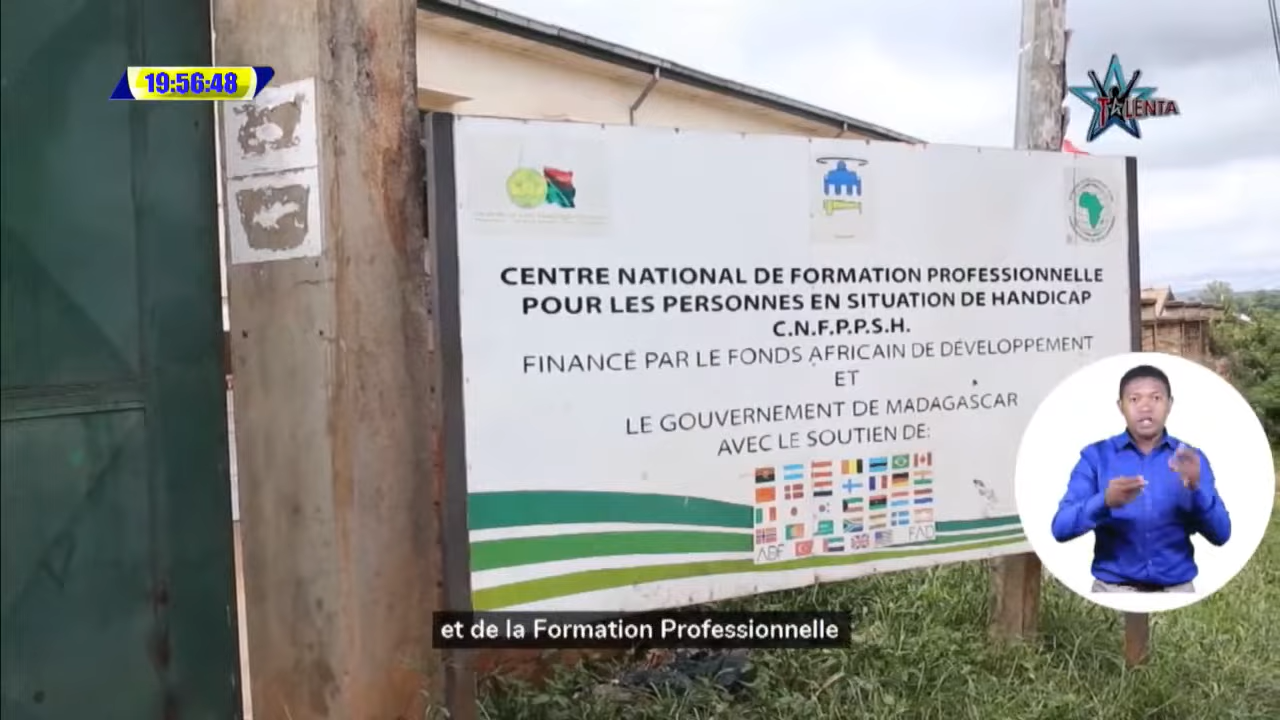 19:56:48
TALENTA
CENTRE NATIONAL DE FORMATION PROFESSIONNELLE
POUR LES PERSONNES EN SITUATION DE HANDICAP
C.N.F.P.P.S.H.
FINANCÉ PAR LE FONDS AFRICAIN DE DÉVELOPPEMENT
ET
LE GOUVERNEMENT DE MADAGASCAR
AVEC LE SOUTIEN DE:
FAD
et de la Formation Professionnelle